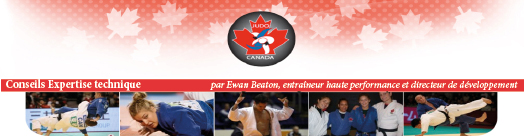 JUDO
CANADA
Conseils Expertise technique
par Ewan Beaton, entraîneur haute performance et directeur de développement